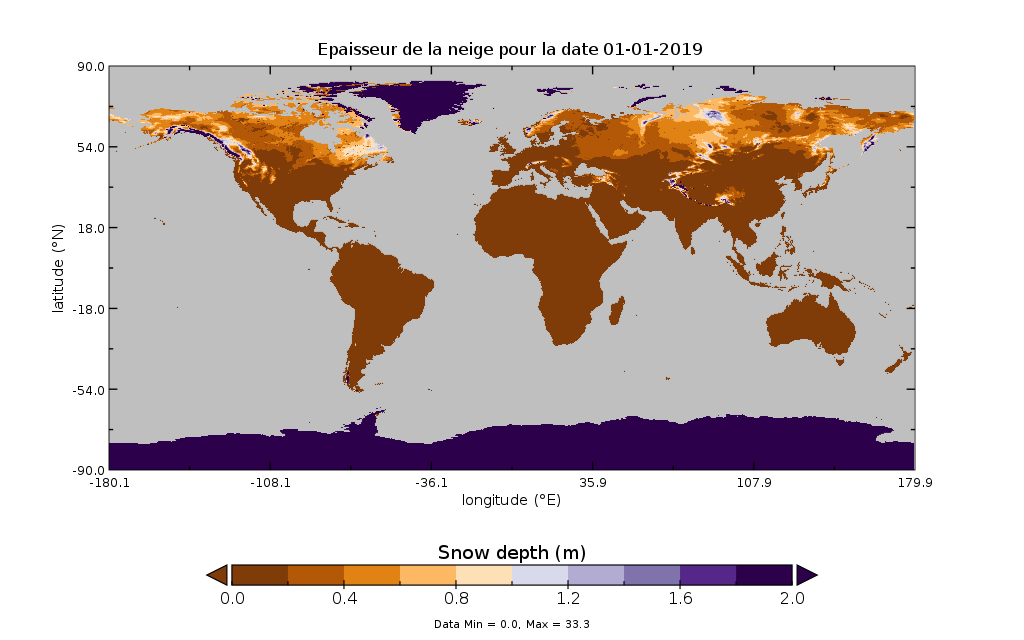 Epaisseur de la neige pour la date 01-01-2019
90.0
54.0
18.0
-18.0
-54.0
-90.0
latitude (°N)
-180.1 -108.1 -36.1 35.9 107.9 179.9
longitude (°E)
Snow depth (m)
0.0 0.4 0.8 1.2 1.6 2.0
Data Min = 0.0, Max = 33.3